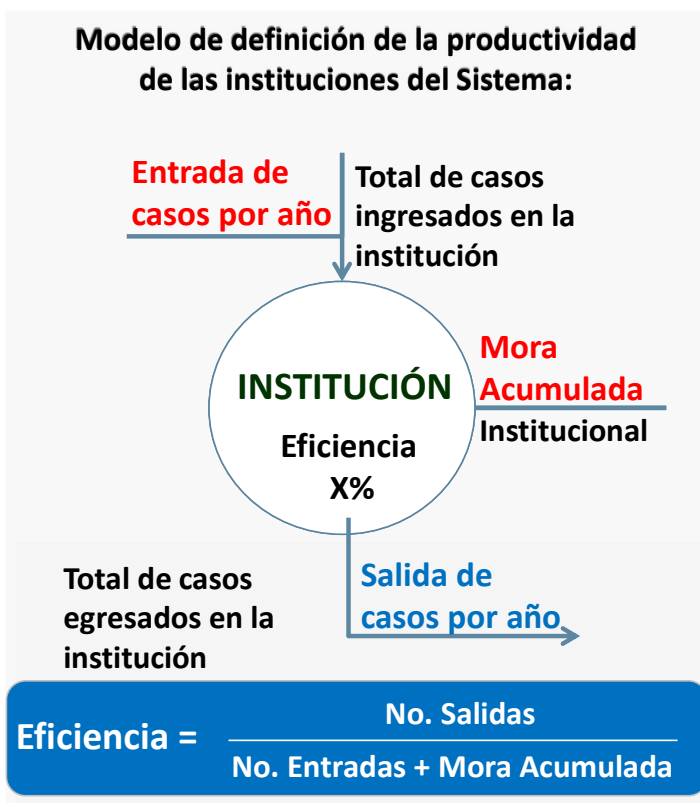 Modelo de definición de la productividad
de las instituciones del Sistema:
Entrada de
casos por año
Total de casos
ingresados en la
institución
INSTITUCIÓN
Eficiencia
X%
Mora
Acumulada
Institucional
Total de casos
egresados en la
institución
Salida de
casos por año
Eficiencia =
No. Salidas
No. Entradas + Mora Acumulada